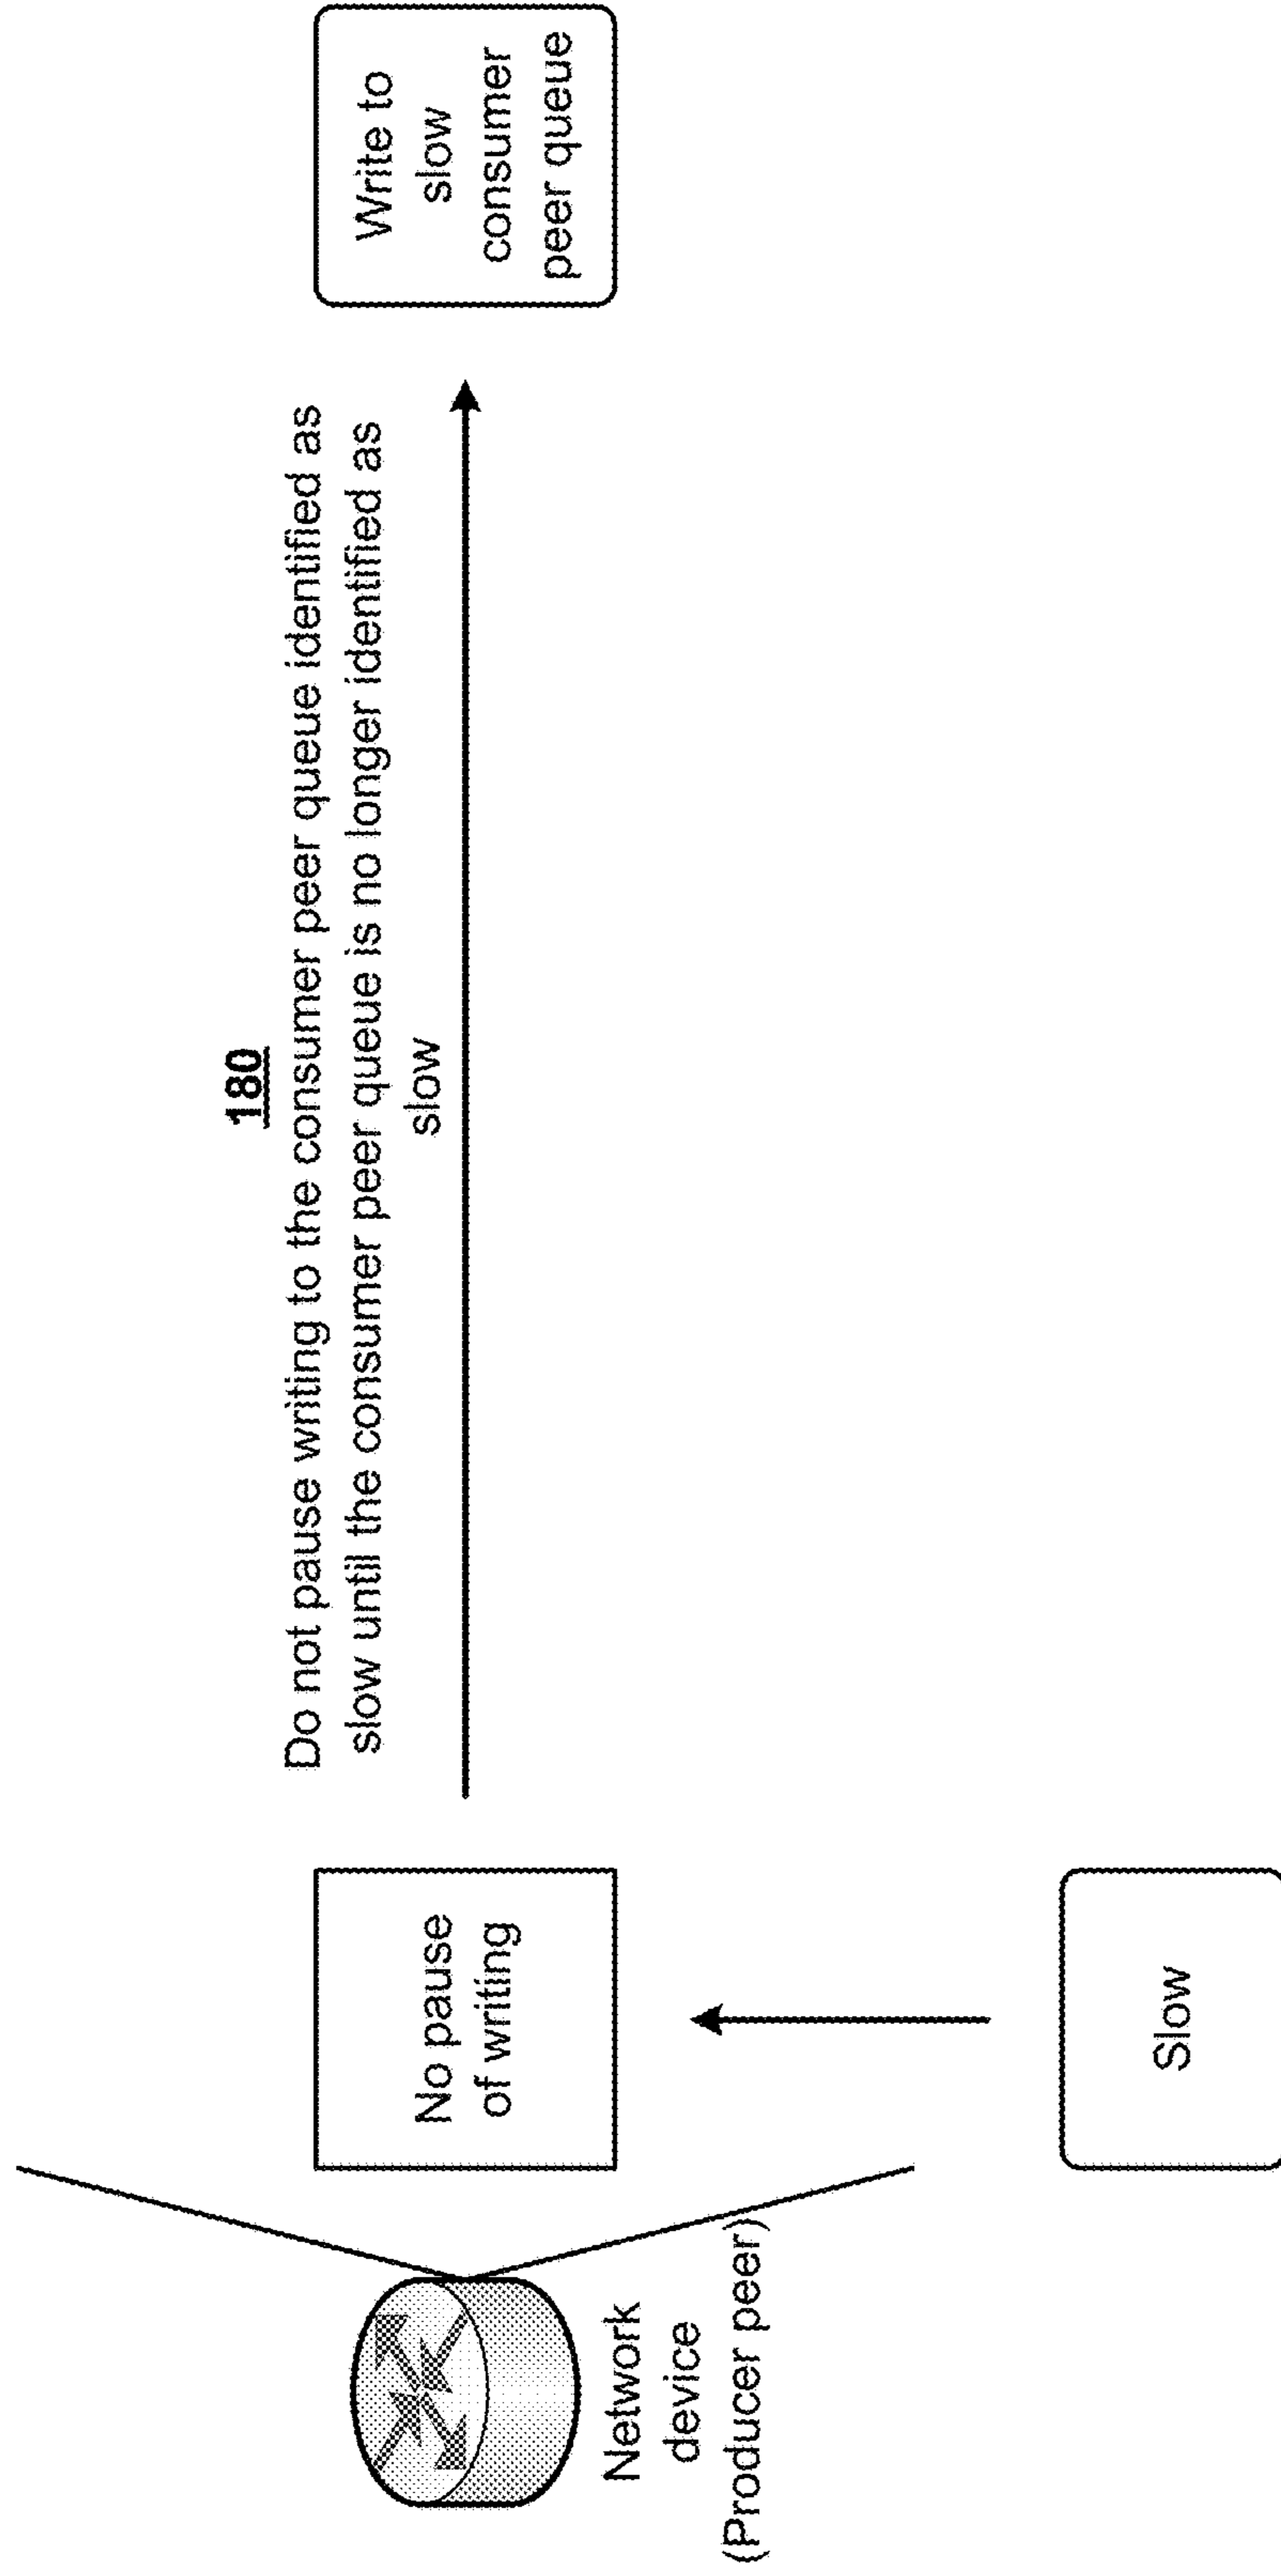 180
Do not pause writing to the consumer peer queue identified as
slow until the consumer peer queue is no longer identified as
slow
Network
device
(Producer peer)
No pause
of writing
Write to
slow
consumer
peer queue
Slow